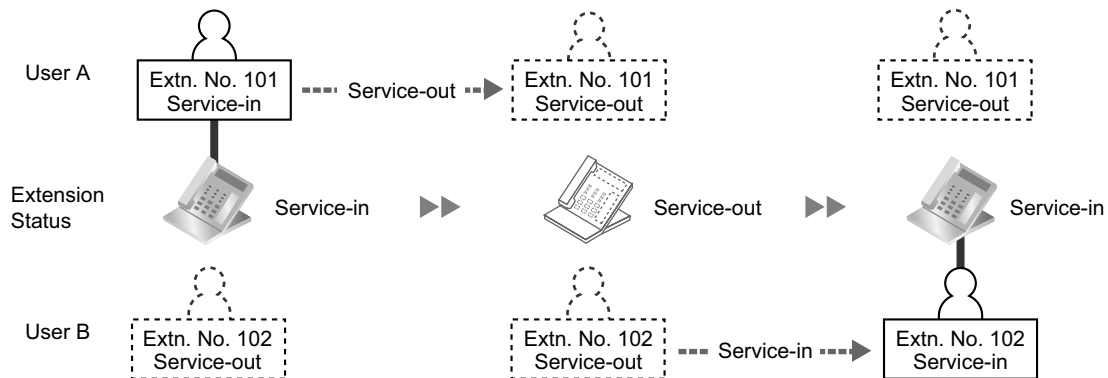 User A
Extn. No. 101
Service-in
Service-out
Extn. No. 101
Service-out
Extn. No. 101
Service-out
Extension
Status
Service-in
Service-out
Service-in
User B
Extn. No. 102
Service-out
Extn. No. 102
Service-out
Service-in
Extn. No. 102
Service-in